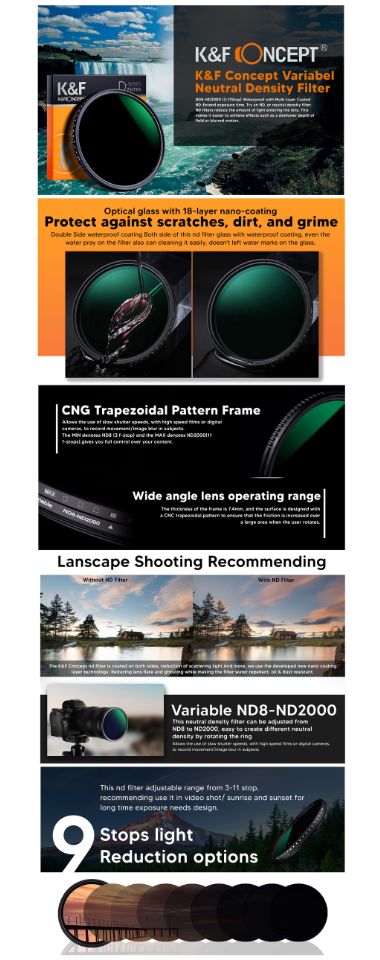 K&F CONCEPT®
K&F Concept Variabel
Neutral Density Filter
ND8-ND2000 (3-11Stop) Waterproof with Multi-Layer Coated
ND-Extend exposure time. Try an ND, or neutral density filter.
ND filters reduce the amount of light entering the lens. This
makes it easier to achieve effects such as a shallower depth of
field or blurred motion.
K&F
CONCEPT
D SERIES
Optical glass with 18-layer nano-coating
Protect against scratches, dirt, and grime
Double Side waterproof coating Both side of this nd filter glass with waterproof coating, even the
water pray on the filter also can cleaning it easily, doesn't left water marks on the glass.
CNG Trapezoidal Pattern Frame
Allows the use of slow shutter speeds, with high speed films or digital
cameras, to record movement/image blur in subjects
The MIN denotes ND8 (3 f-stop) and the MAX denotes ND2000(11
f-stops).gives you full control over your content.
MAX
ND8-ND2000
Wide angle lens operating range
The thickness of the frame is 7.4mm, and the surface is designed with
a CNC trapezoidal pattern to ensure that the friction is increased over
a large area when the user rotates.
Lanscape Shooting Recommending
Without ND Filter
With ND Filter
The K&F Concept nd filter is coated on both sides, reduction of scattering light.And more, we use the developed new nano coating
layer technology. Reducing lens flare and ghosting while making the filter water repellent, oil & dust resistant.
Variable ND8-ND2000
This neutral density filter can be adjusted from
ND8 to ND2000, easy to create different neutral
density by rotating the ring
Allows the use of slow shutter speeds, with high speed films or digital cameras,
to record movement/image blur in subjects
This nd filter adjustable range from 3-11 stop,
recommending use it in video shot/ sunrise and sunset for
long time exposure needs design.
9 Stops light
Reduction options